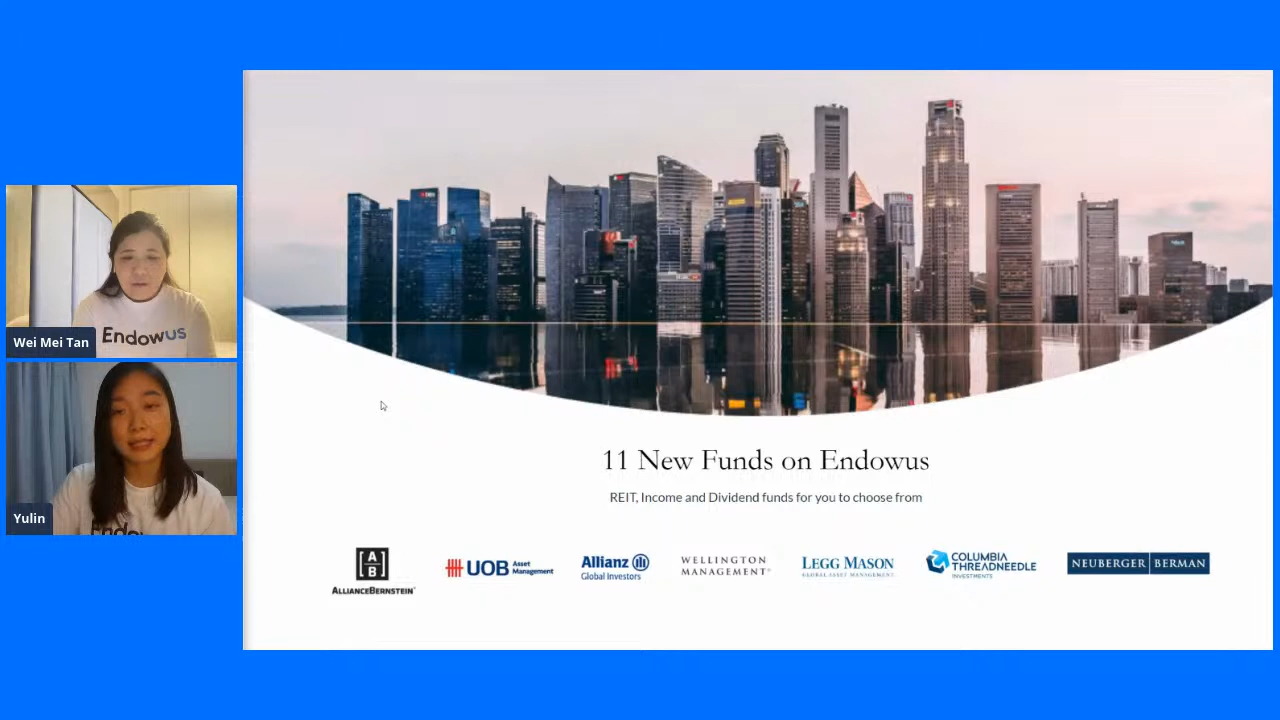 Endowus
Wei Mei Tan
Yulin
11 New Funds on Endowus
REIT, Income and Dividend funds for you to choose from
[A B]
ALLIANCEBERNSTEIN
UOB Asset Management
Allianz
Global Investors
WELLINGTON
MANAGEMENT®
LEGG MASON
GLOBAL ASSET MANAGEMENT
COLUMBIA
THREADNEEDLE
INVESTMENTS
NEUBERGER BERMAN